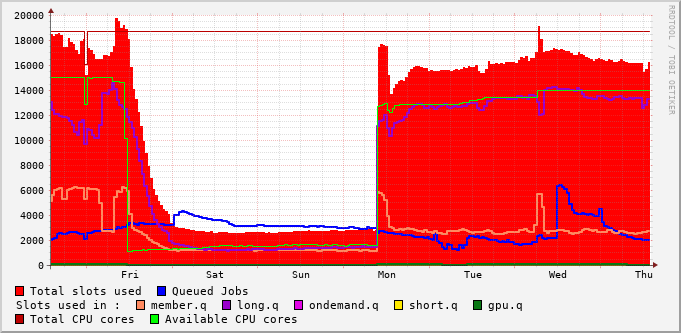 RRDTOOL / TOBI OETIKER
20000
18000
16000
14000
12000
10000
8000
6000
4000
2000
0
Fri Sat Sun Mon Tue Wed Thu
Total slots used Queued Jobs
Slots used in : member.q long.q ondemand.q short.q gpu.q
Total CPU cores Available CPU cores